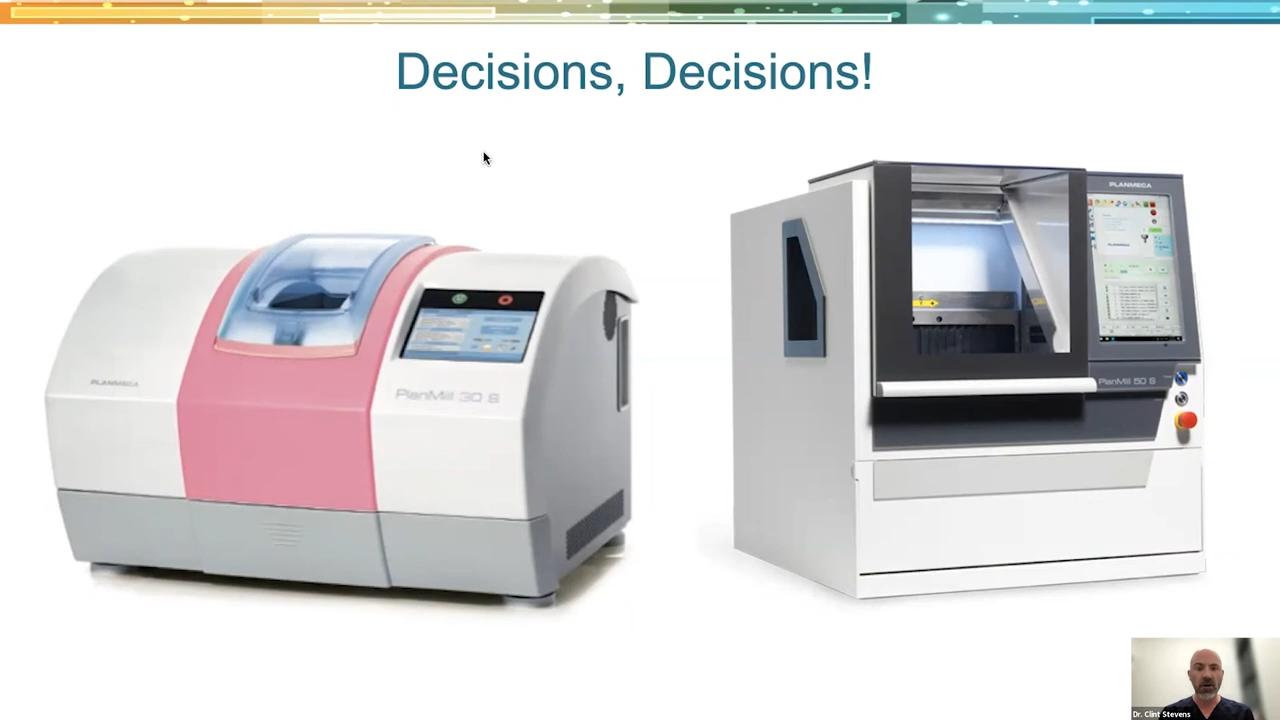 Decisions, Decisions!
PLANMECA
PlanMill 30 S
PLANMECA
PlanMill 50 S
Dr. Clint Stevens